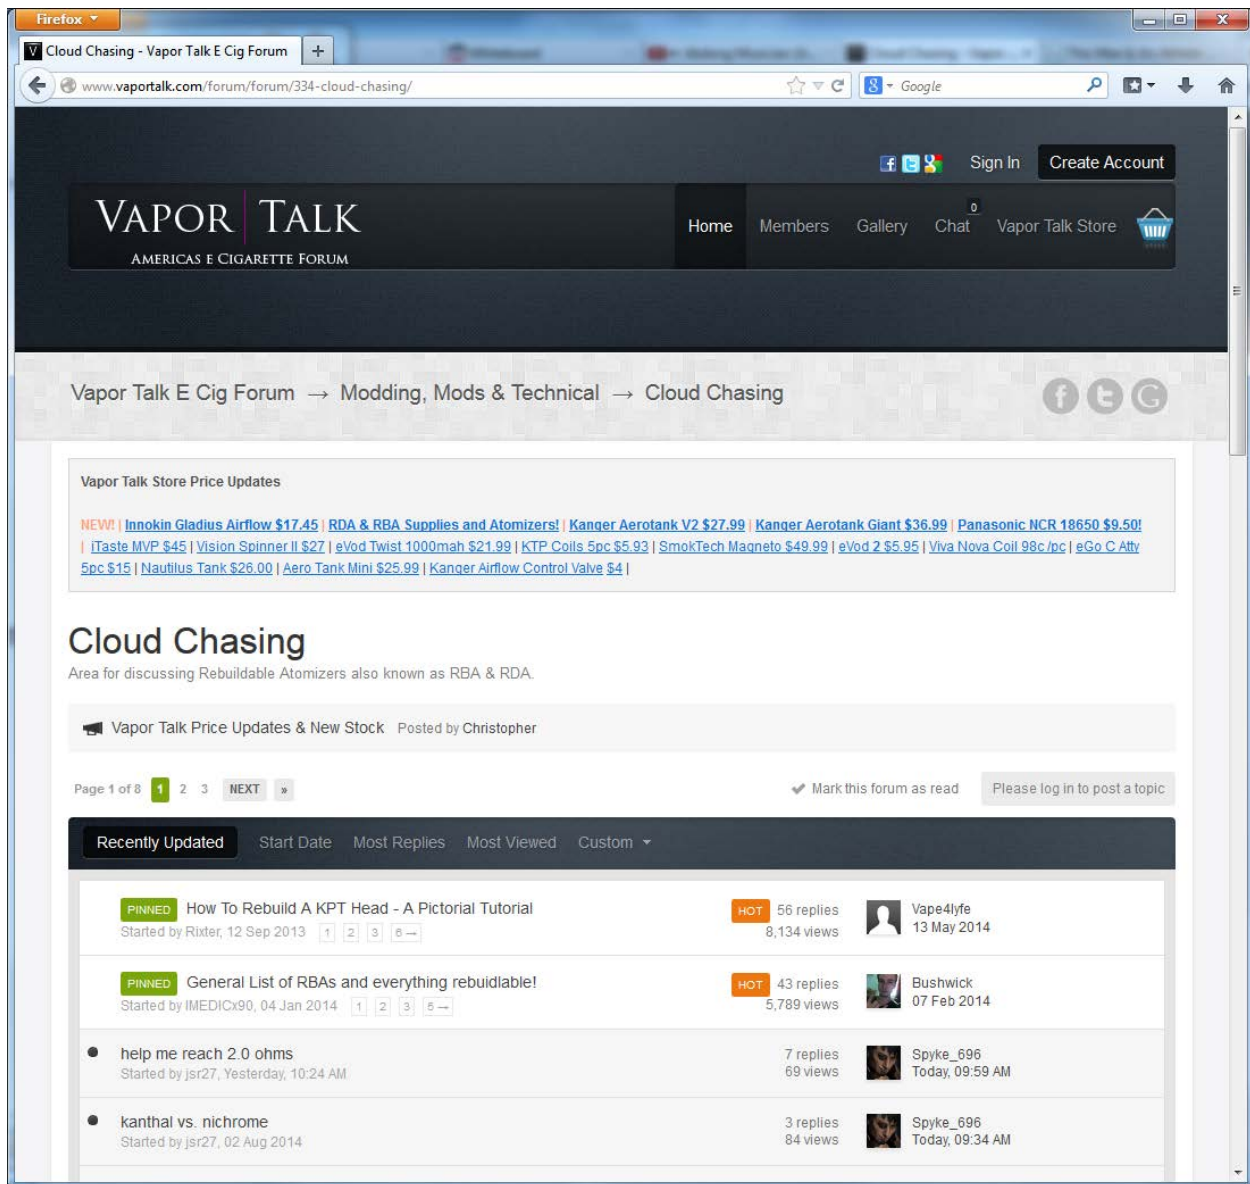 Firefox
Cloud Chasing - Vapor Talk E Cig Forum
www.vaportalk.com/forum/forum/334-cloud-chasing/
Google
Sign In Create Account
VAPOR TALK
AMERICAS E CIGARETTE FORUM
Home Members Gallery Chat 0 Vapor Talk Store
Vapor Talk E Cig Forum → Modding, Mods & Technical → Cloud Chasing
Vapor Talk Store Price Updates
NEW! | Innokin Gladius Airflow $17.45 | RDA & RBA Supplies and Atomizers! | Kanger Aerotank V2 $27.99 | Kanger Aerotank Giant $36.99 | Panasonic NCR 18650 $9.50!
| iTaste MVP $45 | Vision Spinner II $27 | eVod Twist 1000mah $21.99 | KTP Coils 5pc $5.93 | SmokTech Magneto $49.99 | eVod 2 $5.95 | Viva Nova Coil 98c /pc | eGo C Atty
5pc $15 | Nautilus Tank $26.00 | Aero Tank Mini $25.99 | Kanger Airflow Control Valve $4 |
Cloud Chasing
Area for discussing Rebuildable Atomizers also known as RBA & RDA.
Vapor Talk Price Updates & New Stock Posted by Christopher
Page 1 of 8 1 2 3 NEXT » Mark this forum as read Please log in to post a topic
Recently Updated Start Date Most Replies Most Viewed Custom
PINNED How To Rebuild A KPT Head - A Pictorial Tutorial HOT 56 replies Vape4lyfe
Started by Rixter, 12 Sep 2013 1 2 3 6 → 8,134 views 13 May 2014
PINNED General List of RBAs and everything rebuidlable! HOT 43 replies Bushwick
Started by IMEDICx90, 04 Jan 2014 1 2 3 5 → 5,789 views 07 Feb 2014
help me reach 2.0 ohms 7 replies Spyke_696
Started by jsr27, Yesterday, 10:24 AM 69 views Today, 09:59 AM
kanthal vs. nichrome 3 replies Spyke_696
Started by jsr27, 02 Aug 2014 84 views Today, 09:34 AM